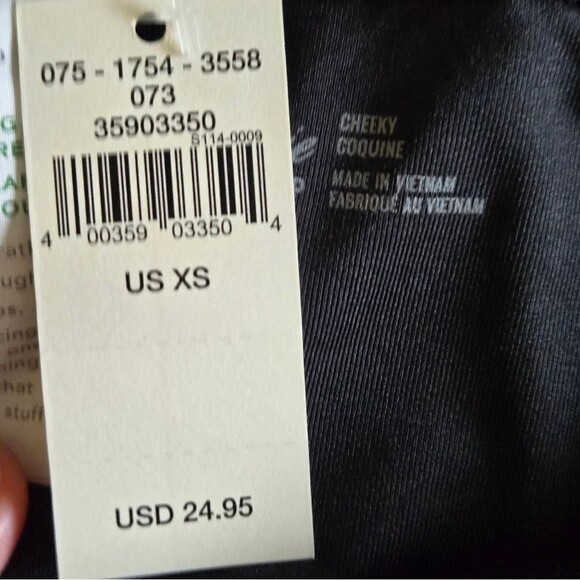 075 - 1754 - 3558
073
35903350
S114-0009
4 00359 03350 4
US XS
USD 24.95
CHEEKY
COQUINE
MADE IN VIETNAM
FABRIQUÉ AU VIETNAM
stuff